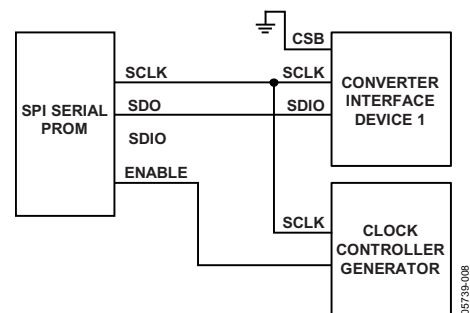 CSB
SCLK
SCLK
SPI SERIAL
PROM
SDO
SDIO
CONVERTER
INTERFACE
DEVICE 1
SDIO
ENABLE
SCLK
CLOCK
CONTROLLER
GENERATOR
05739-008